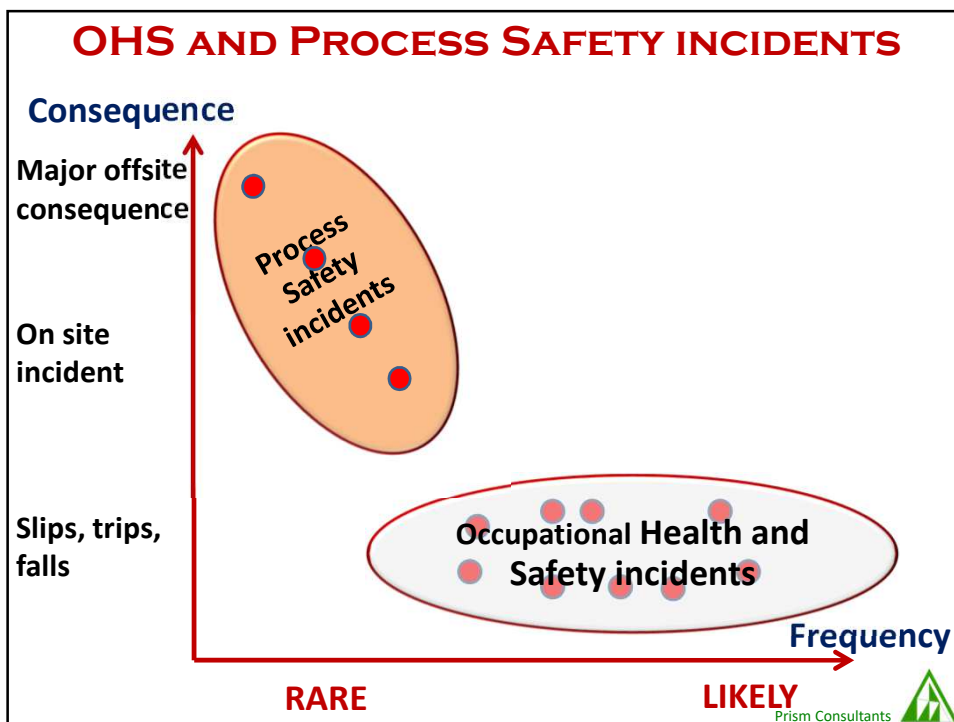 OHS AND PROCESS SAFETY INCIDENTS
Consequence
Major offsite
consequence
Process
Safety
incidents
On site
incident
Slips, trips,
falls
Occupational Health and
Safety incidents
Frequency
RARE
LIKELY
Prism Consultants